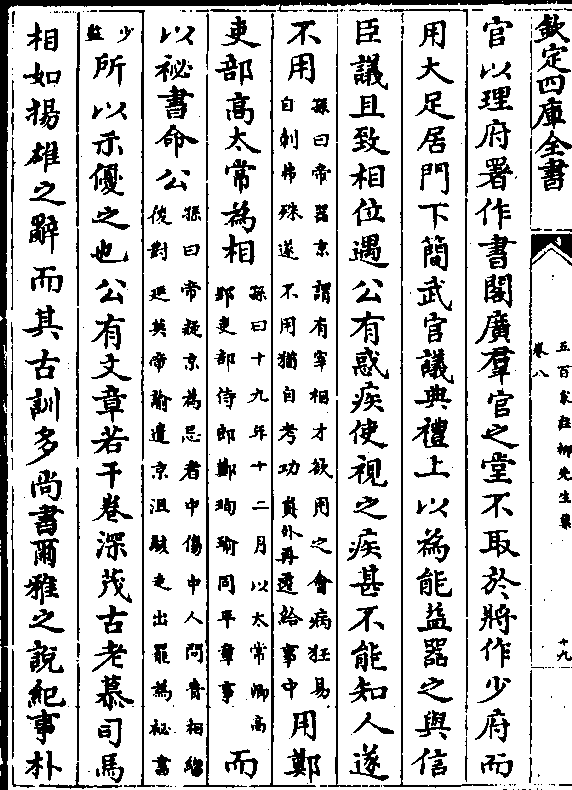 欽定四庫全書
五百家註柳先生集
卷八
十九
官以理府署作書閣廣羣官之堂不取於將作少府而
用大足居門下簡武官議典禮上以為能益器之與信
臣議且致相位遇公有惑疾使視之疾甚不能知人遂
不用孫曰帝器京謂有宰相才欲用之會病狂易自刺怖殊遂不用猶自考功員外再遷給事中用鄭
吏部高太常為相孫曰十九年十二月以太常卿高郢吏部侍郎鄭珣瑜同平章事而
以祕書命公孫曰帝疑京為忌者中傷中人問賚相繼後對延英帝諭遣京沮駭走出罷為祕書
少監所以示優之也公有文章若干卷深茂古老慕司馬
相如揚雄之辭而其古訓多尚書爾雅之說紀事朴